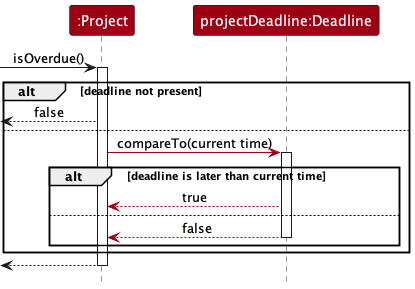 :Project
projectDeadline:Deadline
isOverdue()
alt [deadline not present]
false
compareTo(current time)
alt [deadline is later than current time]
true
false